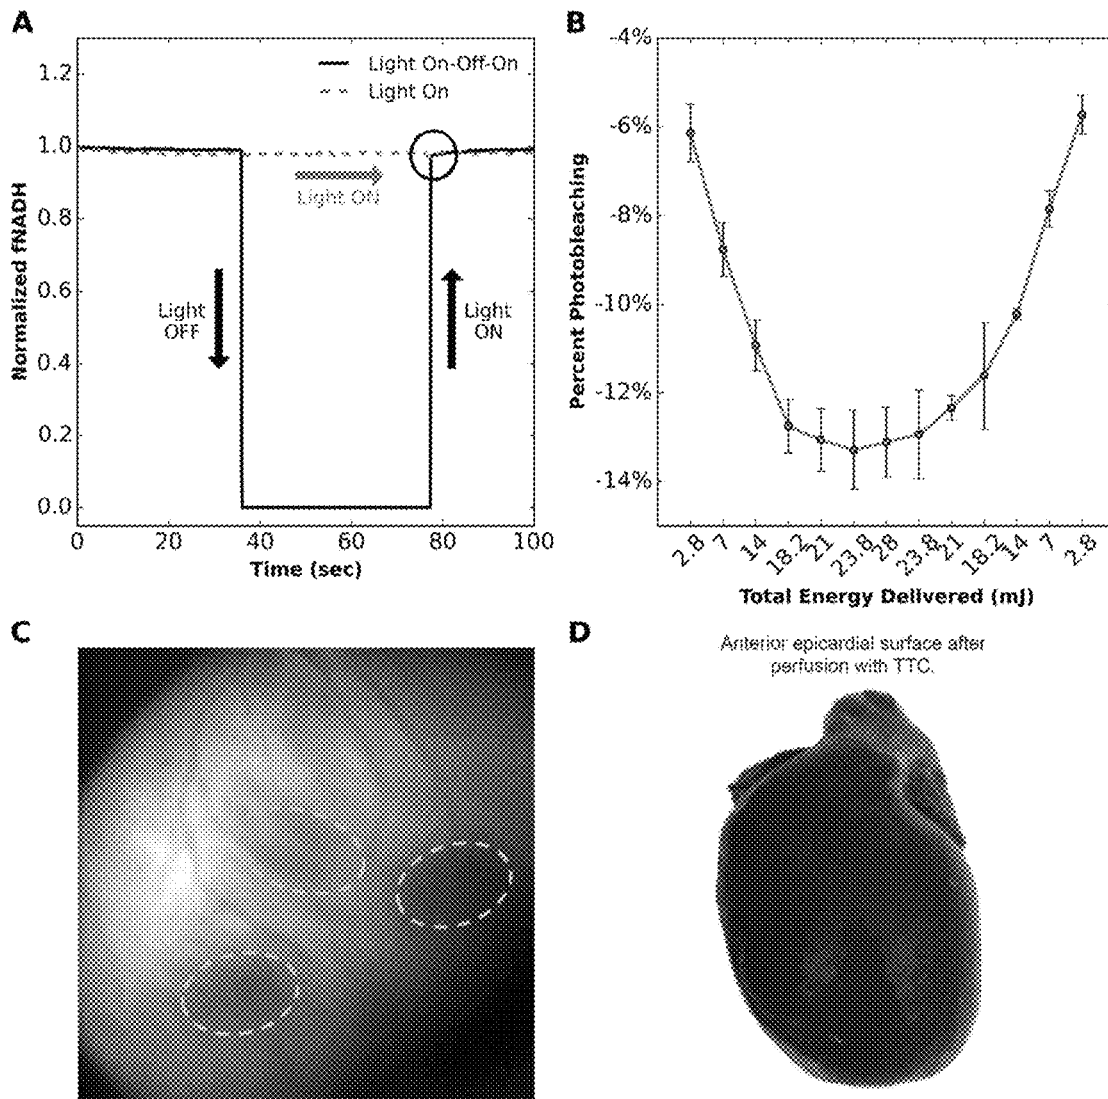 A
Normalized fNADH
1.2
1.0
0.8
0.6
0.4
0.2
0.0
Light On-Off-On
Light On
Light ON
Light
OFF
Light
ON
0
20
40
60
80
100
Time (sec)
B
Percent Photobleaching
-4%
-6%
-8%
-10%
-12%
-14%
2.8
7
14
18.2
21
23.8
28
23.8
21
18.2
14
7
2.8
Total Energy Delivered (mJ)
C
D
Anterior epicardial surface after
perfusion with TTC.